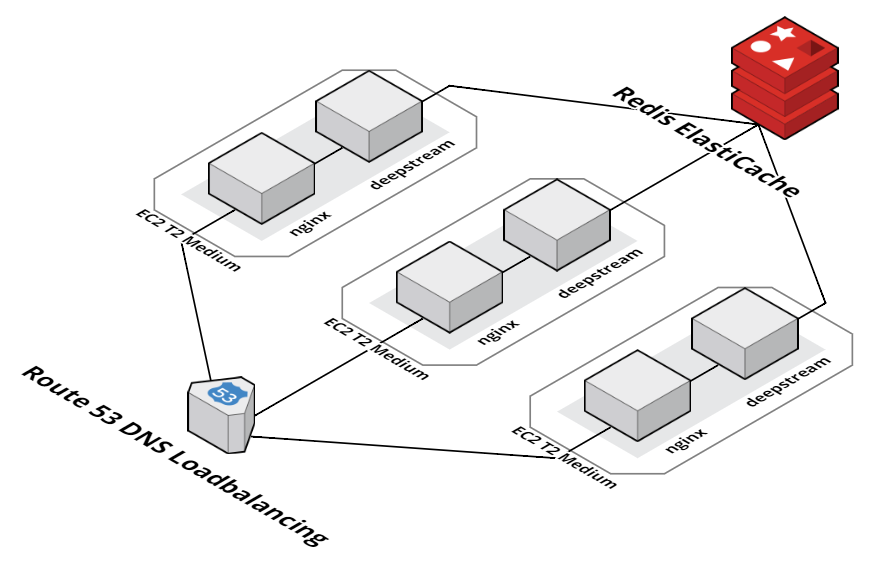 Redis ElastiCache
deepstream
nginx
EC2 T2 Medium
deepstream
nginx
EC2 T2 Medium
deepstream
nginx
EC2 T2 Medium
53
Route 53 DNS Loadbalancing